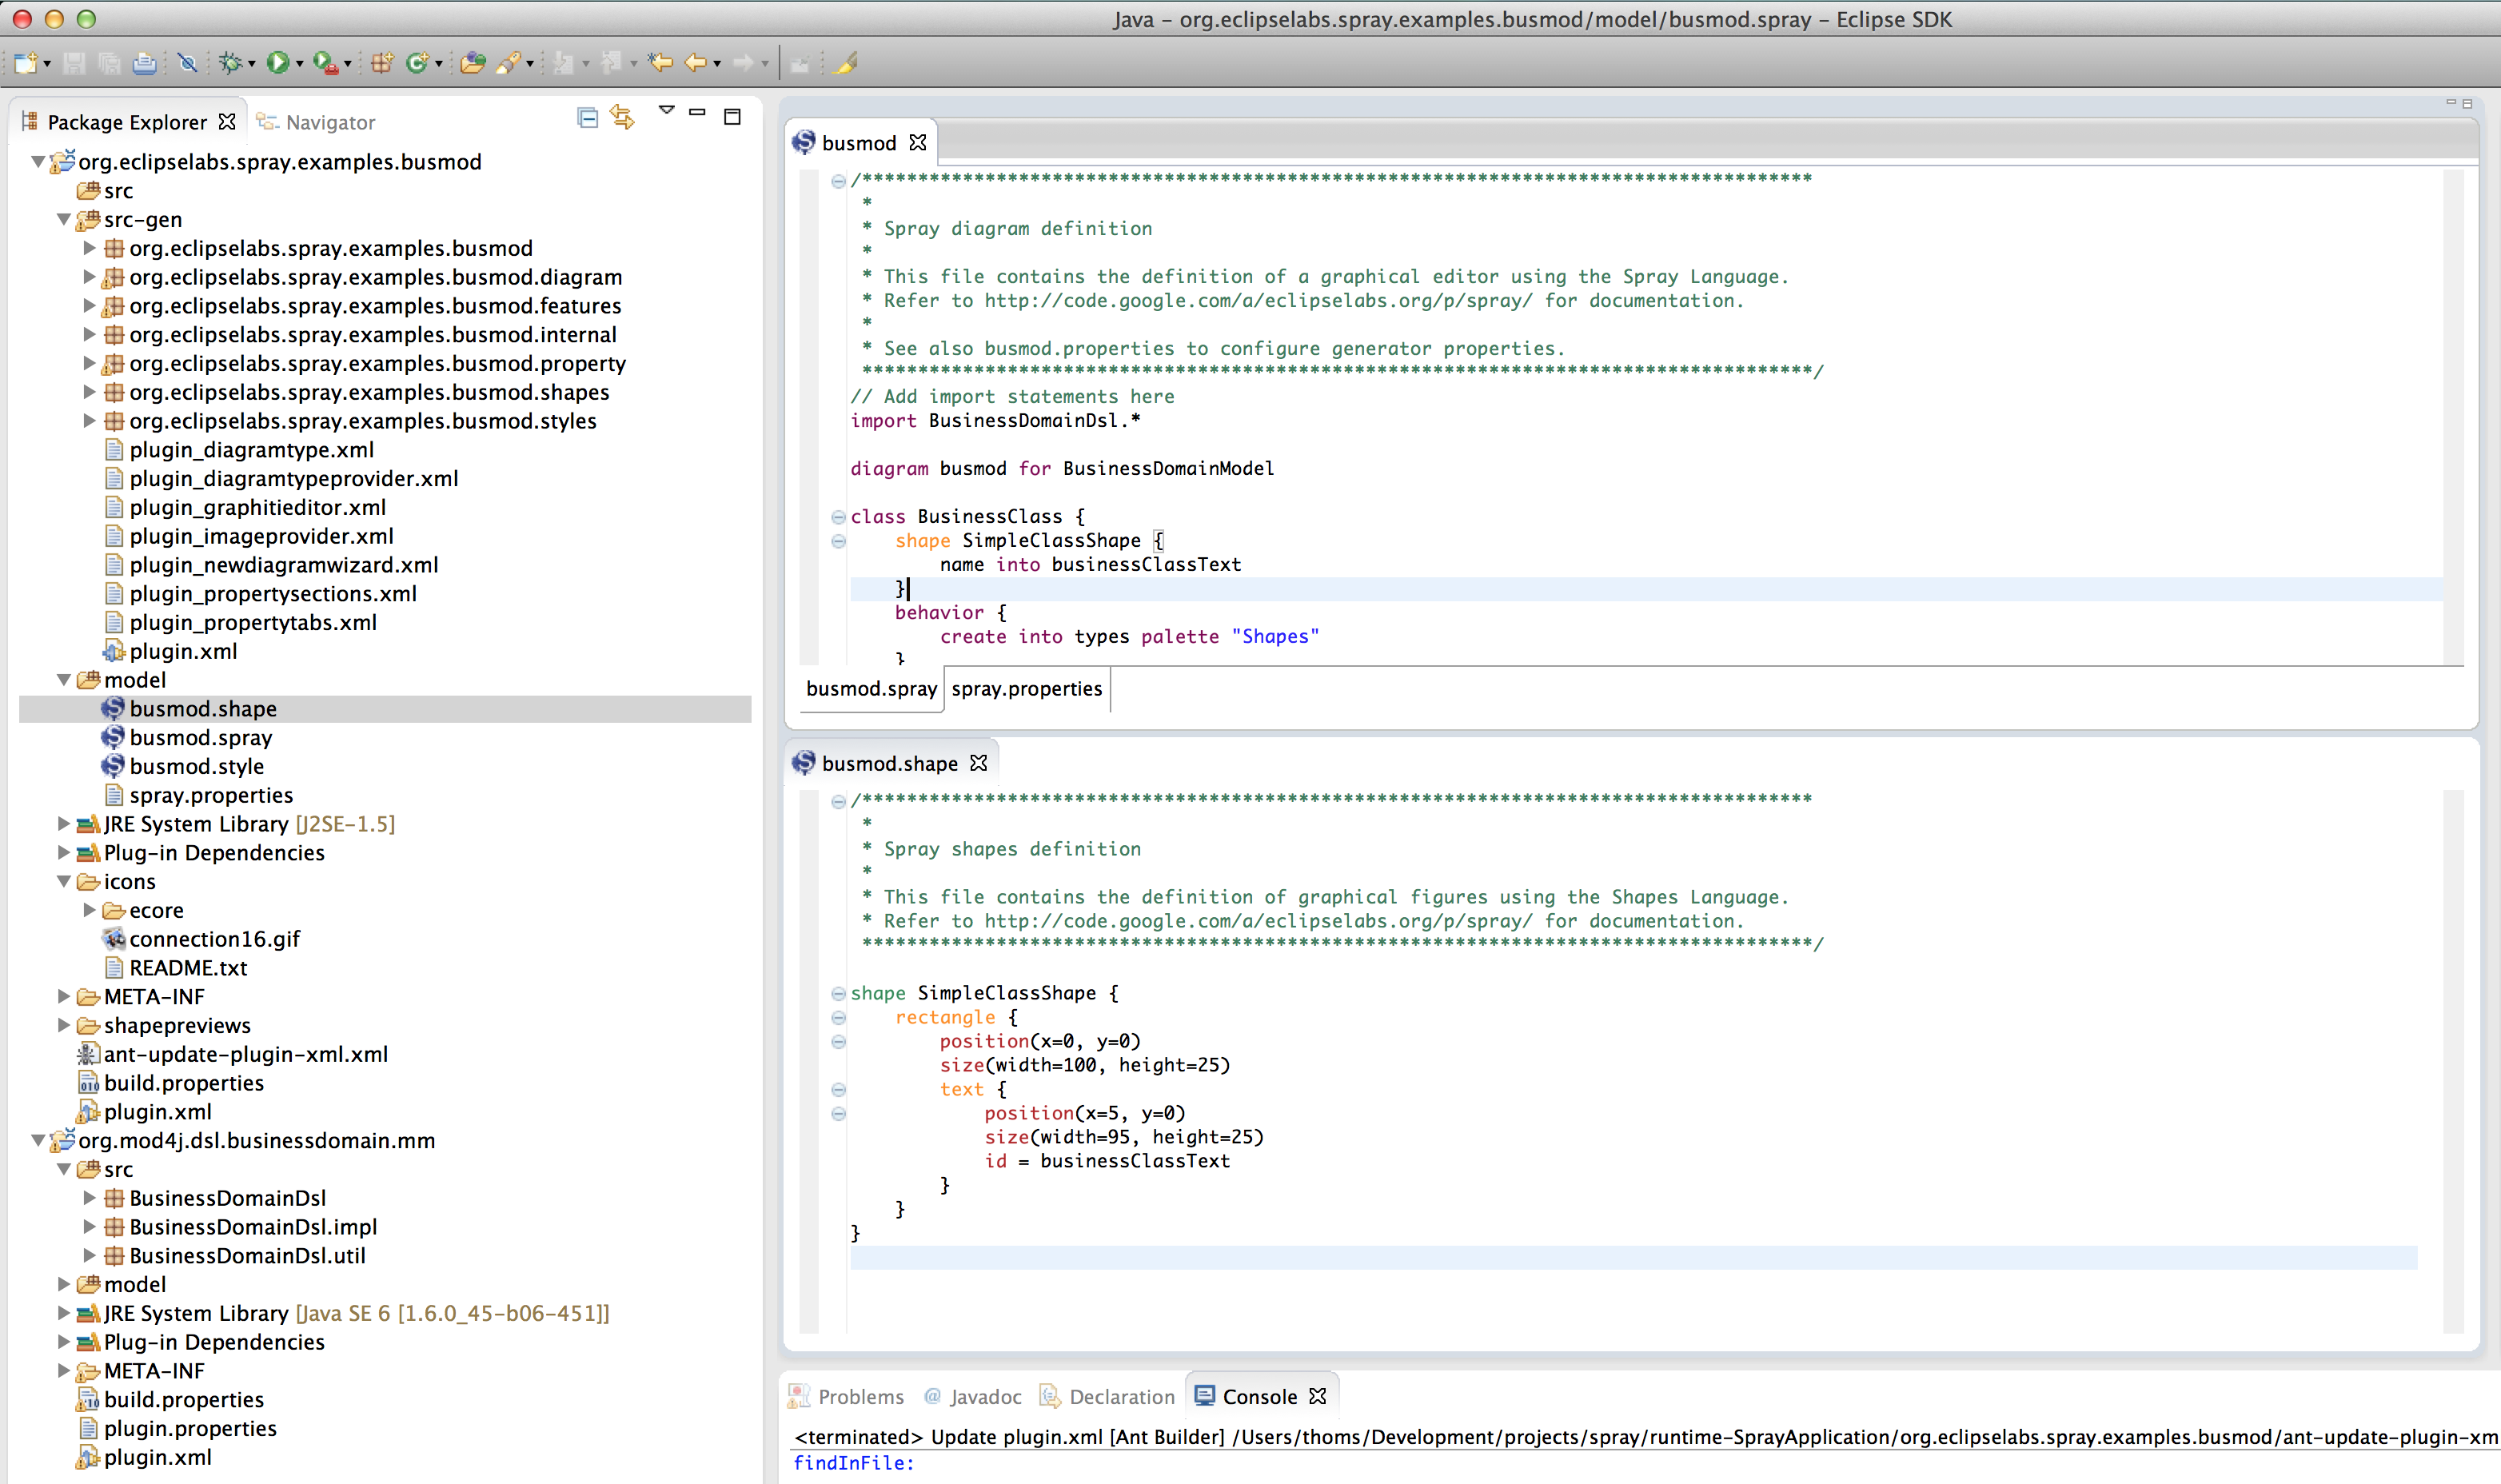 Java – org.eclipselabs.spray.examples.busmod/model/busmod.spray – Eclipse SDK
Package Explorer
Navigator
org.eclipselabs.spray.examples.busmod
src
src-gen
org.eclipselabs.spray.examples.busmod
org.eclipselabs.spray.examples.busmod.diagram
org.eclipselabs.spray.examples.busmod.features
org.eclipselabs.spray.examples.busmod.internal
org.eclipselabs.spray.examples.busmod.property
org.eclipselabs.spray.examples.busmod.shapes
org.eclipselabs.spray.examples.busmod.styles
plugin_diagramtype.xml
plugin_diagramtypeprovider.xml
plugin_graphitieditor.xml
plugin_imageprovider.xml
plugin_newdiagramwizard.xml
plugin_propertysections.xml
plugin_propertytabs.xml
plugin.xml
model
busmod.shape
busmod.spray
busmod.style
spray.properties
JRE System Library [J2SE-1.5]
Plug-in Dependencies
icons
ecore
connection16.gif
README.txt
META-INF
shapepreviews
ant-update-plugin-xml.xml
build.properties
plugin.xml
org.mod4j.dsl.businessdomain.mm
src
BusinessDomainDsl
BusinessDomainDsl.impl
BusinessDomainDsl.util
model
JRE System Library [Java SE 6 [1.6.0_45-b06-451]]
Plug-in Dependencies
META-INF
build.properties
plugin.properties
plugin.xml
busmod
/*************************************************************************************
*
* Spray diagram definition
*
* This file contains the definition of a graphical editor using the Spray Language.
* Refer to http://code.google.com/a/eclipselabs.org/p/spray/ for documentation.
*
* See also busmod.properties to configure generator properties.
*************************************************************************************/
// Add import statements here
import BusinessDomainDsl.*
diagram busmod for BusinessDomainModel
class BusinessClass {
shape SimpleClassShape {
name into businessClassText
}
behavior {
create into types palette "Shapes"
}
busmod.spray
spray.properties
busmod.shape
/*************************************************************************************
*
* Spray shapes definition
*
* This file contains the definition of graphical figures using the Shapes Language.
* Refer to http://code.google.com/a/eclipselabs.org/p/spray/ for documentation.
*************************************************************************************/
shape SimpleClassShape {
rectangle {
position(x=0, y=0)
size(width=100, height=25)
text {
position(x=5, y=0)
size(width=95, height=25)
id = businessClassText
}
}
}
Problems
@ Javadoc
Declaration
Console
<terminated> Update plugin.xml [Ant Builder] /Users/thoms/Development/projects/spray/runtime-SprayApplication/org.eclipselabs.spray.examples.busmod/ant-update-plugin-xm
findInFile: